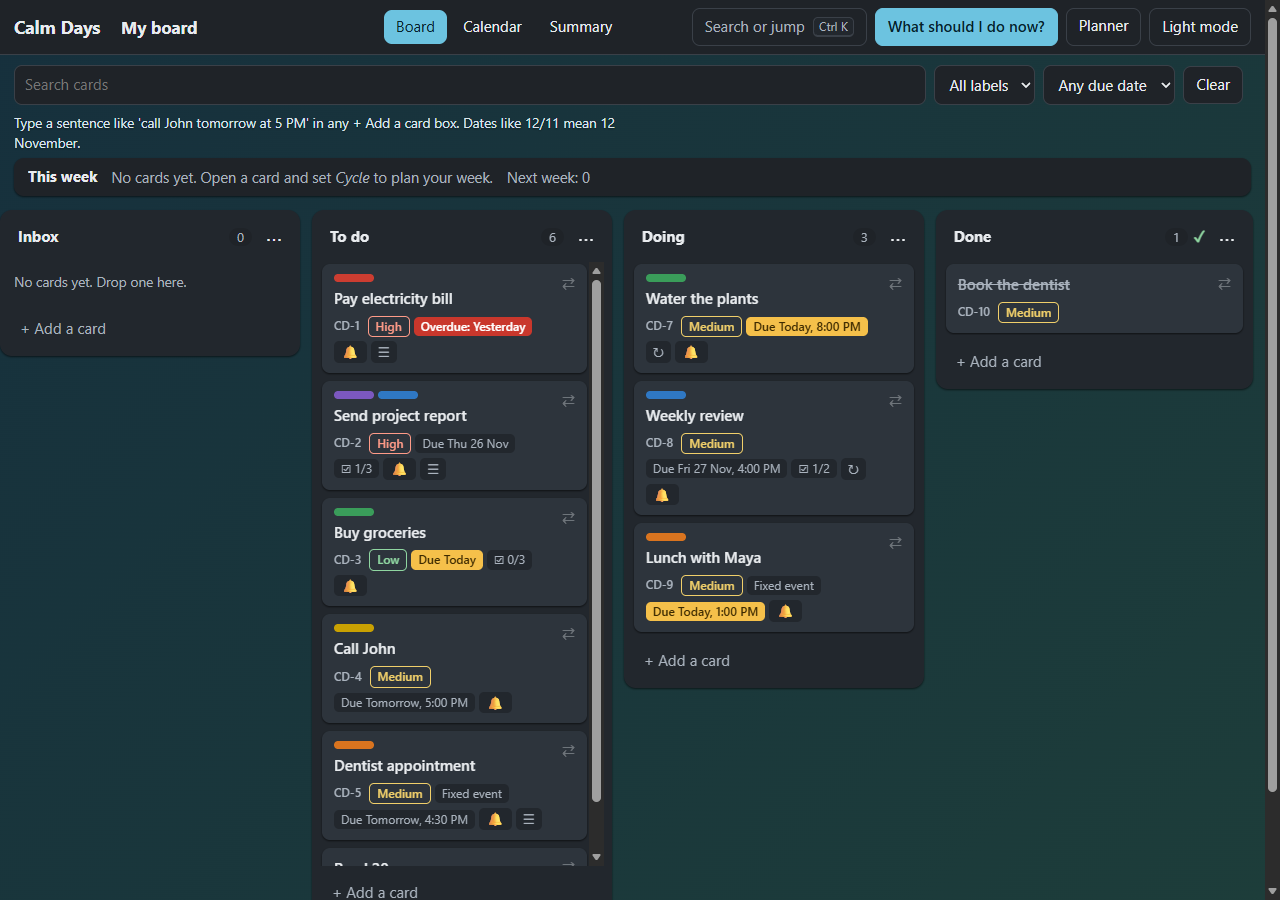 Calm Days My board Board Calendar Summary Search or jump Ctrl K What should I do now? Planner Light mode
Search cards All labels Any due date Clear
Type a sentence like 'call John tomorrow at 5 PM' in any + Add a card box. Dates like 12/11 mean 12
November.
This week No cards yet. Open a card and set Cycle to plan your week. Next week: 0
Inbox 0 ...
No cards yet. Drop one here.
+ Add a card
To do 6 ...
Pay electricity bill
CD-1 High Overdue: Yesterday
Send project report
CD-2 High Due Thu 26 Nov
1/3
Buy groceries
CD-3 Low Due Today 0/3
Call John
CD-4 Medium
Due Tomorrow, 5:00 PM
Dentist appointment
CD-5 Medium Fixed event
Due Tomorrow, 4:30 PM
+ Add a card
Doing 3 ...
Water the plants
CD-7 Medium Due Today, 8:00 PM
Weekly review
CD-8 Medium
Due Fri 27 Nov, 4:00 PM 1/2
Lunch with Maya
CD-9 Medium Fixed event
Due Today, 1:00 PM
+ Add a card
Done 1 ✓ ...
Book the dentist
CD-10 Medium
+ Add a card